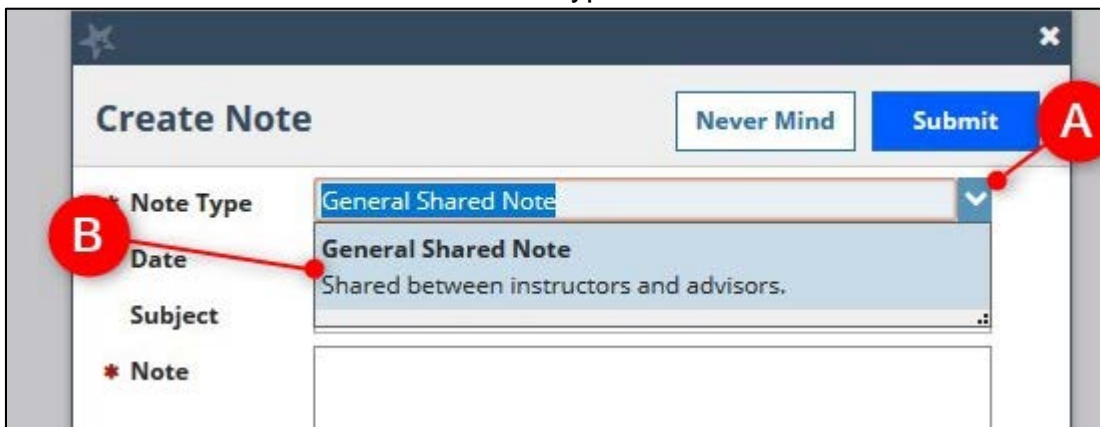 Create Note
Never Mind
Submit
A
* Note Type
General Shared Note
B
General Shared Note
Date
Shared between instructors and advisors.
Subject
* Note